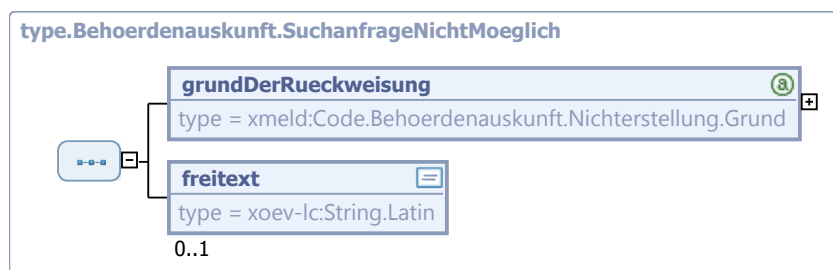 type.Behoerdenauskunft.SuchanfrageNichtMoeglich
grundDerRueckweisung
type = xmeld:Code.Behoerdenauskunft.Nichterstellung.Grund
freitext
type = xoev-lc:String.Latin
0..1